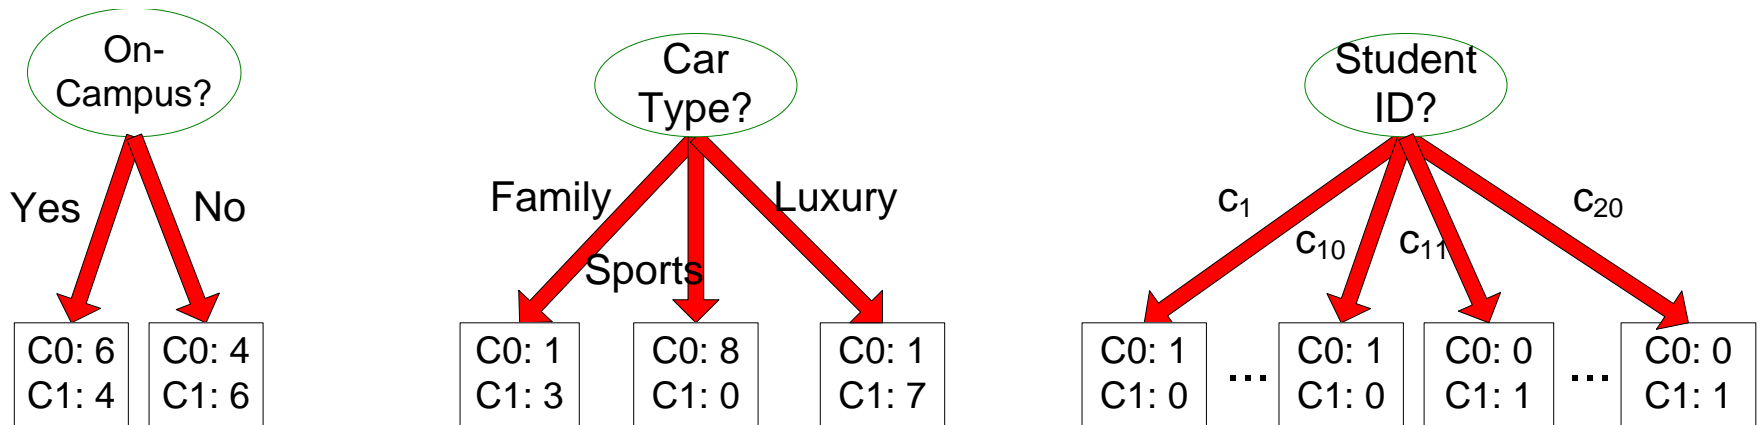 On-
Campus?
Yes
No
C0: 6
C1: 4
C0: 4
C1: 6
Car
Type?
Family
Sports
Luxury
C0: 1
C1: 3
C0: 8
C1: 0
C0: 1
C1: 7
Student
ID?
c1
c10
c11
c20
C0: 1
C1: 0
...
C0: 1
C1: 0
C0: 0
C1: 1
...
C0: 0
C1: 1